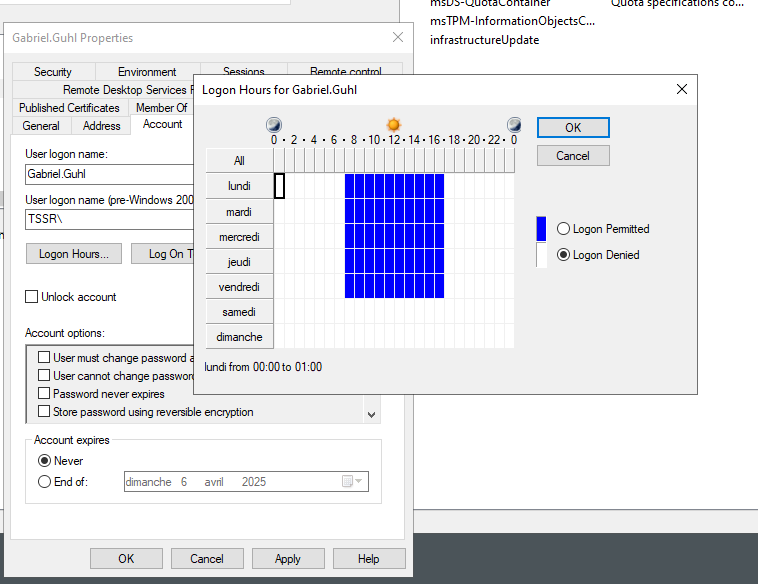 msDS-QuotaContainer Quota specifications co...
msTPM-InformationObjectsC...
infrastructureUpdate
Gabriel.Guhl Properties
Security Environment Sessions Remote control
Remote Desktop Services
Published Certificates Member Of
General Address Account
User logon name:
Gabriel.Guhl
User logon name (pre-Windows 200
TSSR\
Logon Hours... Log On T
Unlock account
Account options:
User must change password a
User cannot change password
Password never expires
Store password using reversible encryption
Account expires
Never
End of: dimanche 6 avril 2025
OK Cancel Apply Help
Logon Hours for Gabriel.Guhl
0 · 2 · 4 · 6 · 8 · 10 · 12 · 14 · 16 · 18 · 20 · 22 · 0
All
lundi
mardi
mercredi
jeudi
vendredi
samedi
dimanche
lundi from 00:00 to 01:00
OK
Cancel
Logon Permitted
Logon Denied